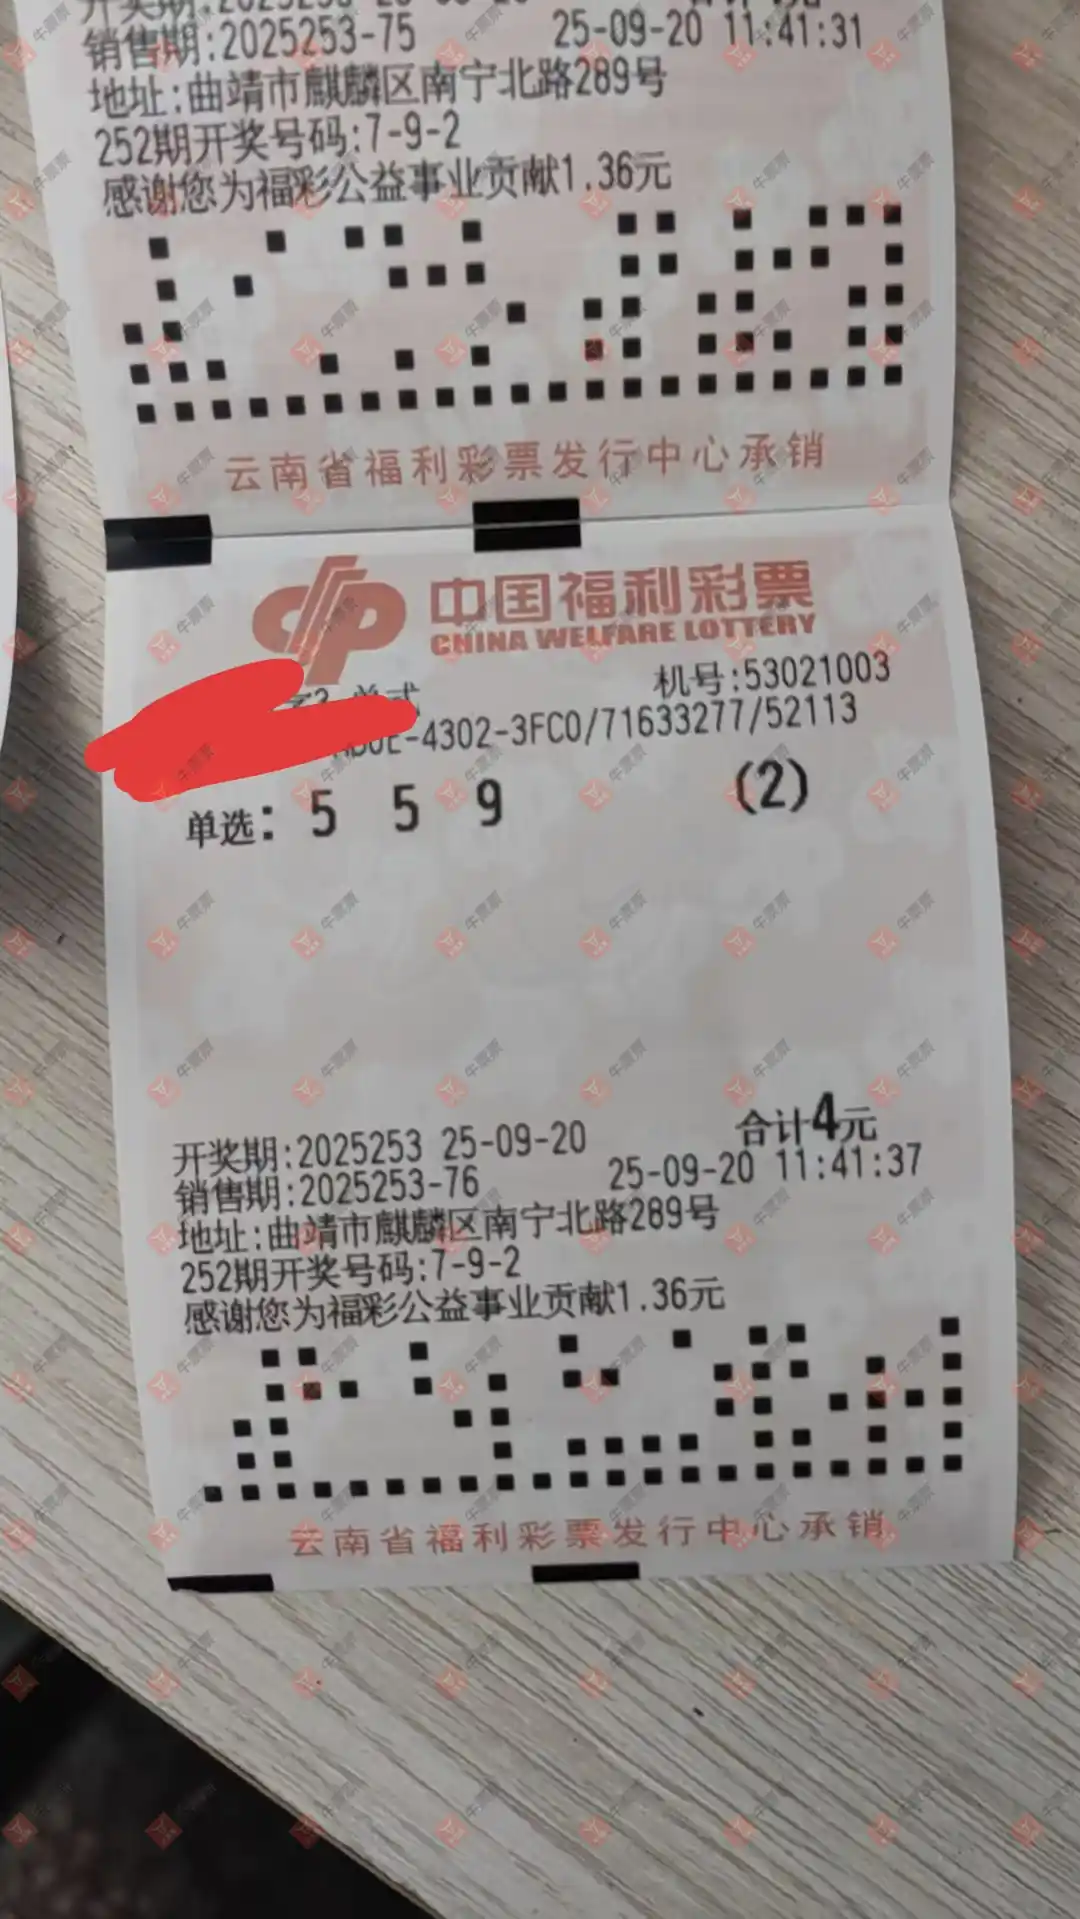 销售期:2025253-75 25-09-20 11:41:31
地址:曲靖市麒麟区南宁北路289号
252期开奖号码:7-9-2
感谢您为福彩公益事业贡献1.36元
云南省福利彩票发行中心承销
中国福利彩票
CHINA WELFARE LOTTERY
单式 机号:53021003
-4302-3FC0/71633277/52113
单选: 5 5 9 (2)
合计4元
开奖期:2025253 25-09-20
销售期:2025253-76 25-09-20 11:41:37
地址:曲靖市麒麟区南宁北路289号
252期开奖号码:7-9-2
感谢您为福彩公益事业贡献1.36元
云南省福利彩票发行中心承销
牛票票